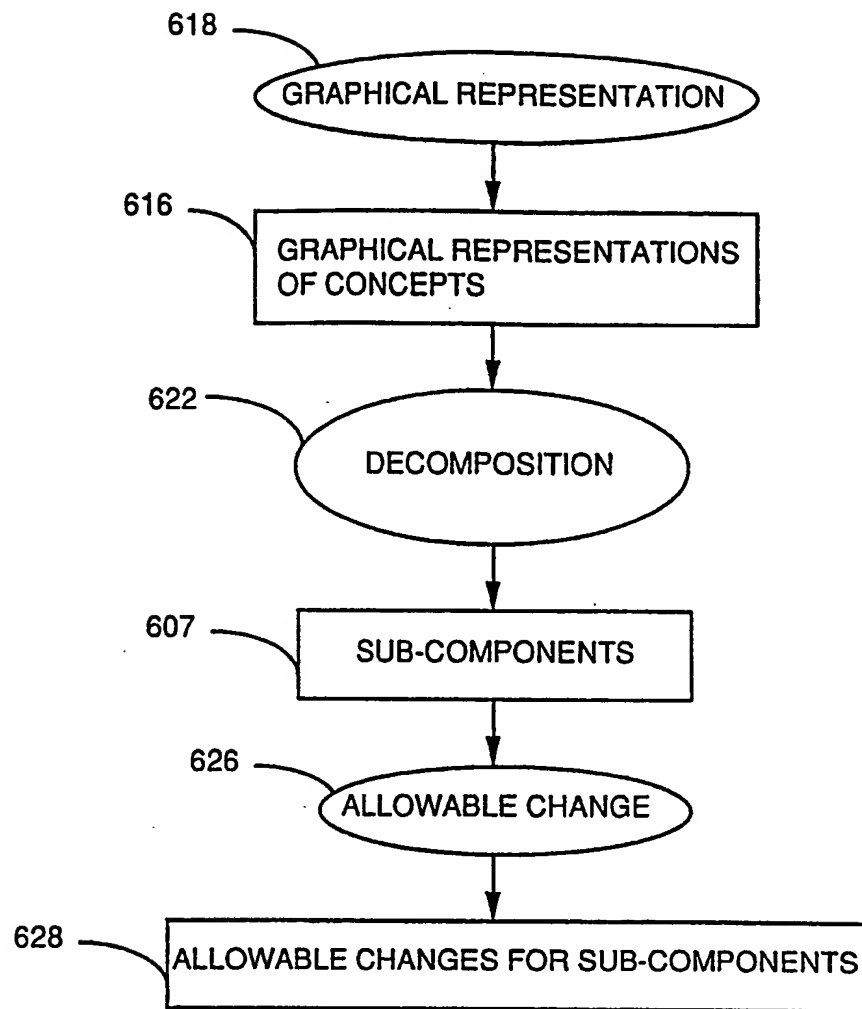 618
GRAPHICAL REPRESENTATION
616
GRAPHICAL REPRESENTATIONS
OF CONCEPTS
622
DECOMPOSITION
607
SUB-COMPONENTS
626
ALLOWABLE CHANGE
628
ALLOWABLE CHANGES FOR SUB-COMPONENTS